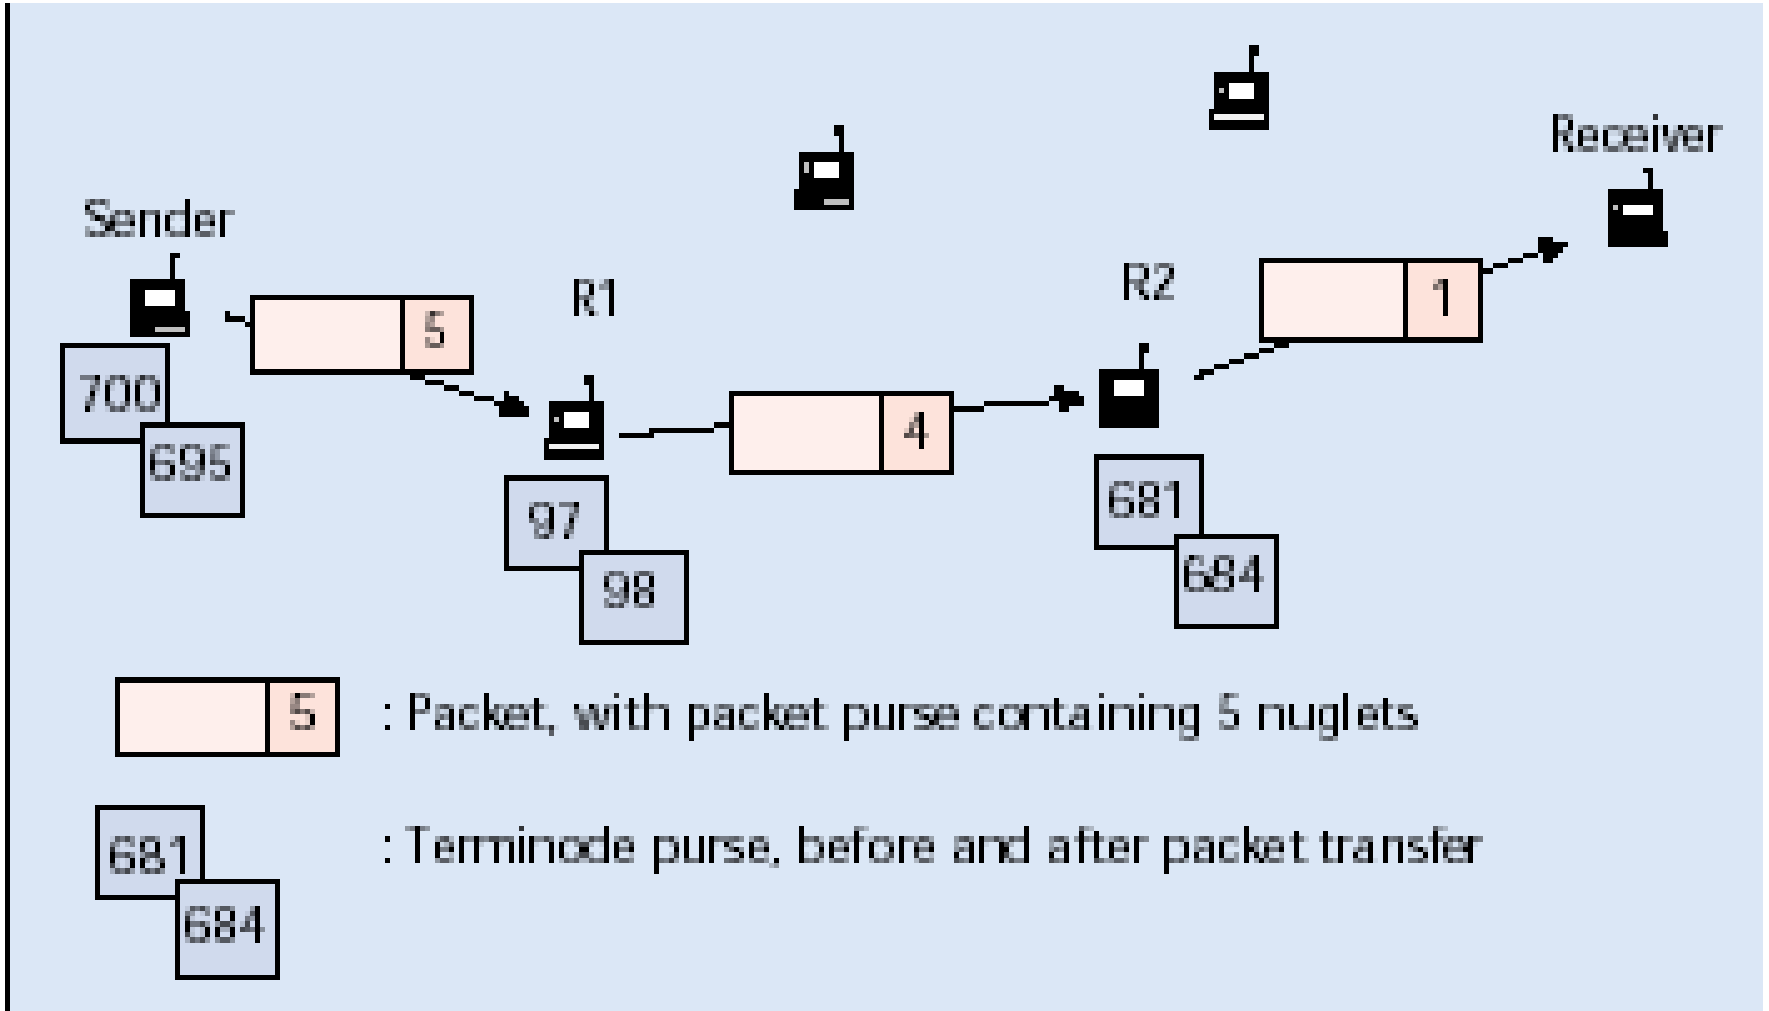 Receiver
Sender
R2
1
R1
5
700
4
695
681
97
684
98
5 : Packet, with packet purse containing 5 nuglets
681 : Terminode purse, before and after packet transfer
684